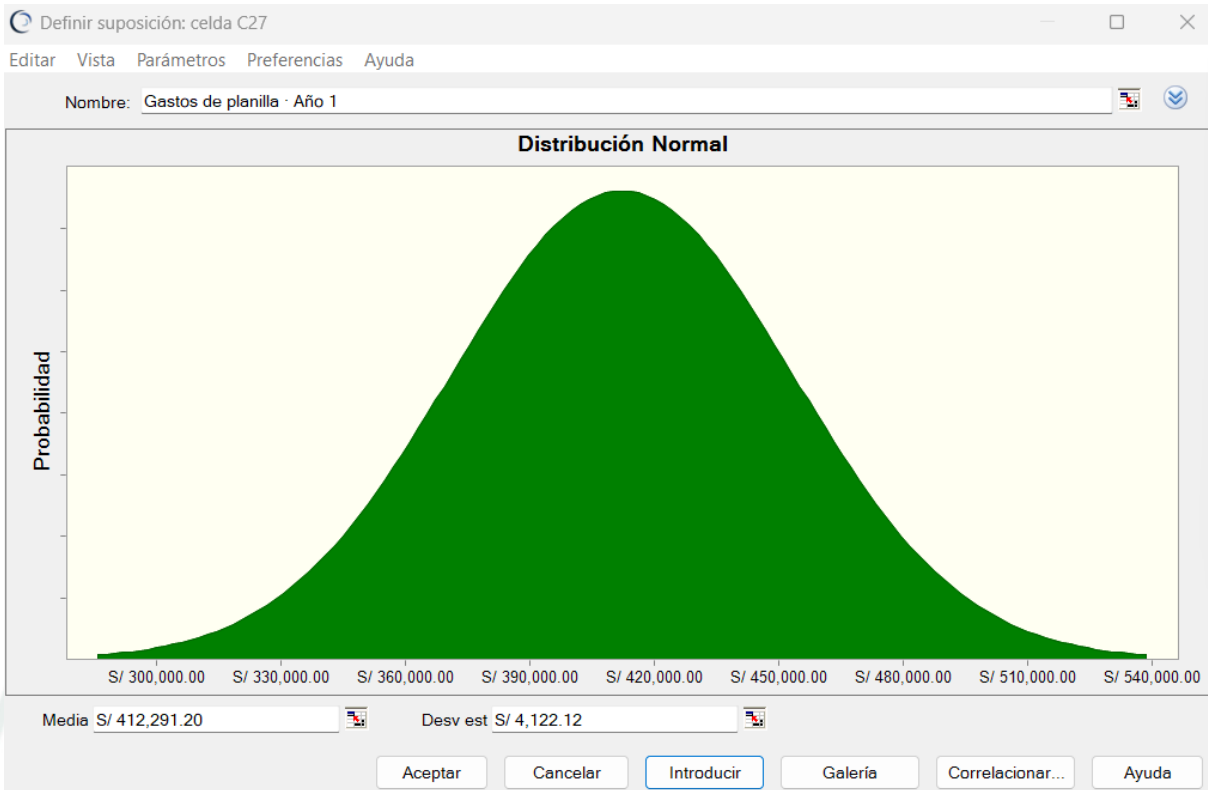 Definir suposición: celda C27
Editar Vista Parámetros Preferencias Ayuda
Nombre: Gastos de planilla · Año 1
Distribución Normal
Probabilidad
S/ 300,000.00 S/ 330,000.00 S/ 360,000.00 S/ 390,000.00 S/ 420,000.00 S/ 450,000.00 S/ 480,000.00 S/ 510,000.00 S/ 540,000.00
Media S/ 412,291.20 Desv est S/ 4,122.12
Aceptar Cancelar Introducir Galería Correlacionar... Ayuda